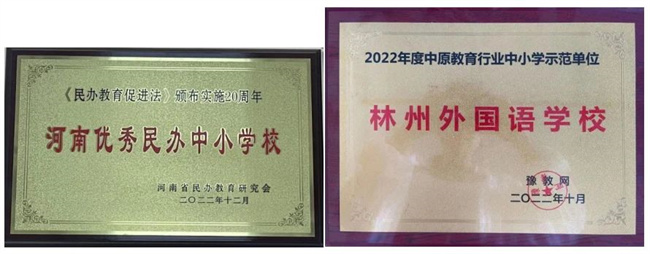 《民办教育促进法》颁布实施20周年
河南优秀民办中小学校
河南省民办教育研究会
二〇二二年十二月
2022年度中原教育行业中小学示范单位
林州外国语学校
豫教网
二〇二二年十月